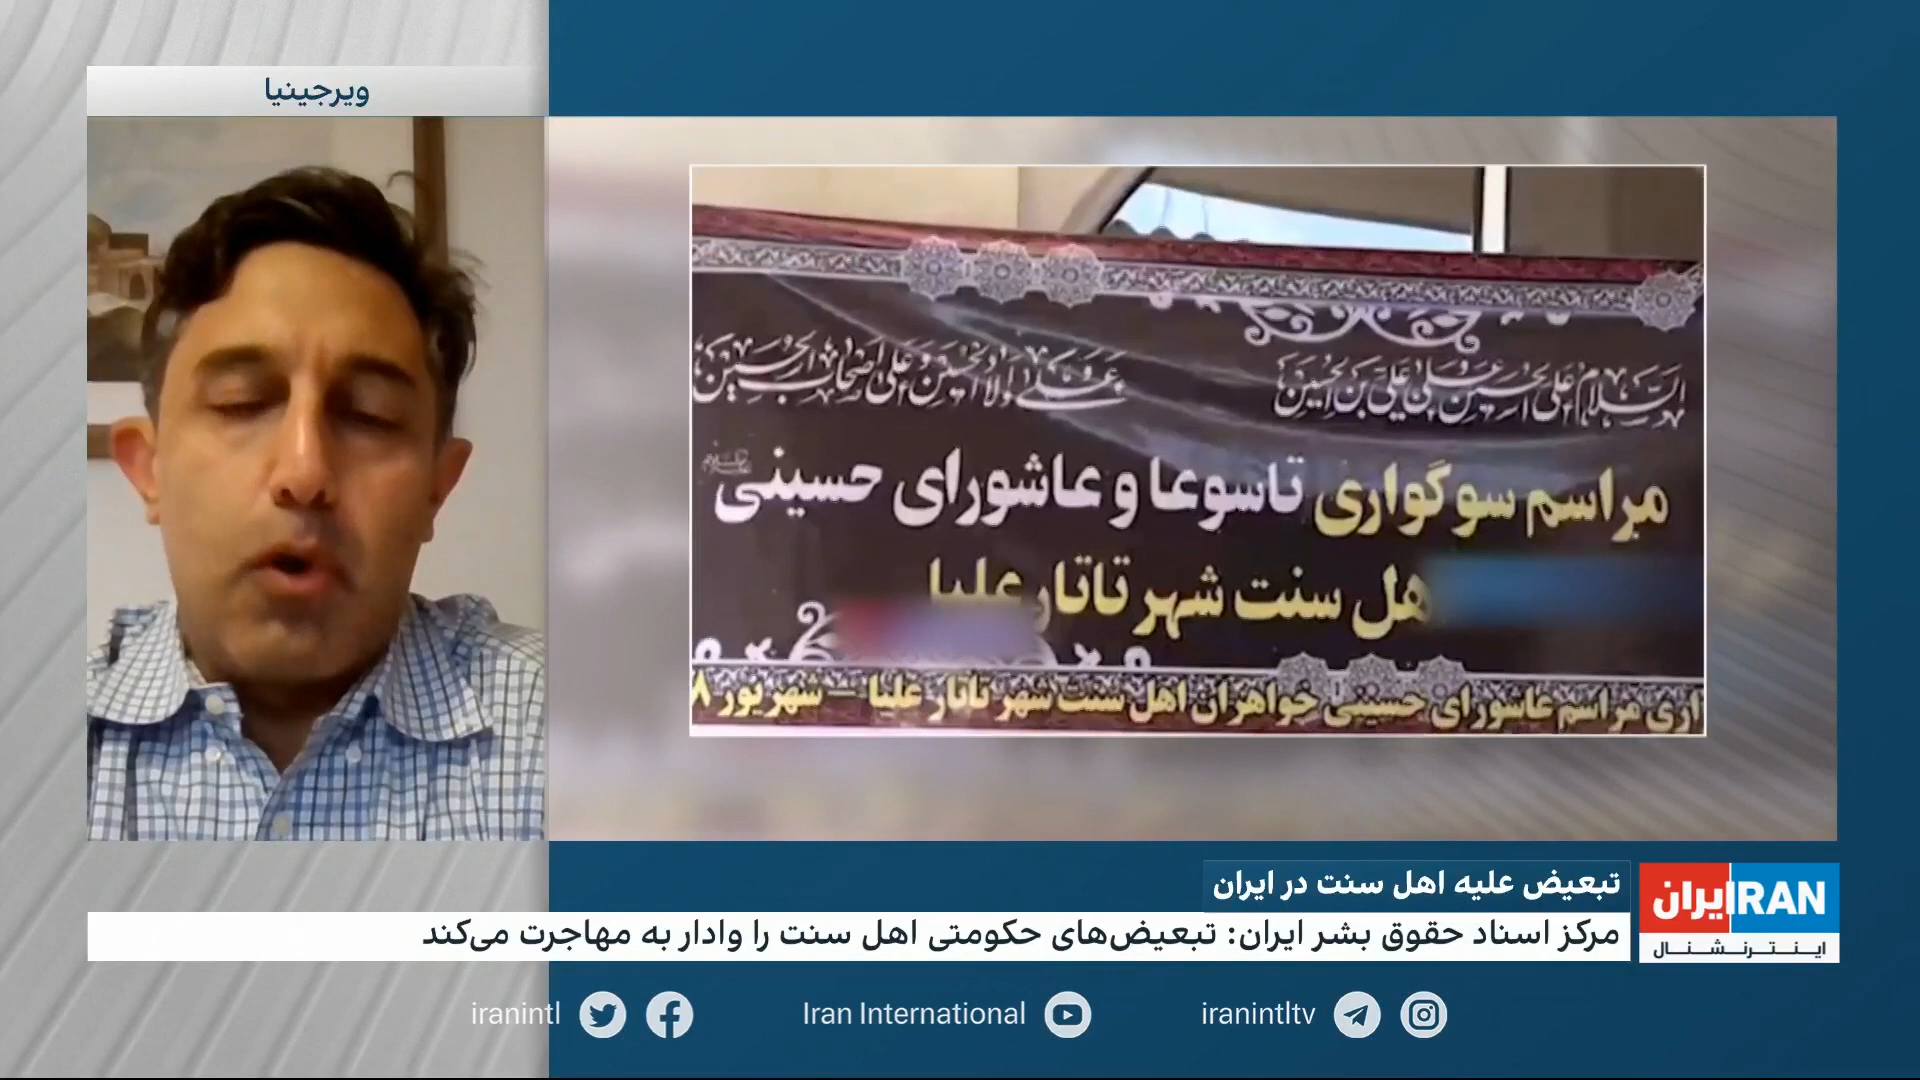 ویرجینیا
السلام علی الحسین و علی علی بن الحسین
و علی اولاد الحسین و علی اصحاب الحسین
مراسم سوگواری تاسوعا و عاشورای حسینی
هل سنت شهر تاتار علیا
اری مراسم عاشورای حسینی خواهران اهل سنت شهر تاتار علیا - شهریور ۸
تبعیض علیه اهل سنت در ایران
مرکز اسناد حقوق بشر ایران: تبعیض‌های حکومتی اهل سنت را وادار به مهاجرت می‌کند
ایران IRAN
اینترنشنال
iranintl
Iran International
iranintltv